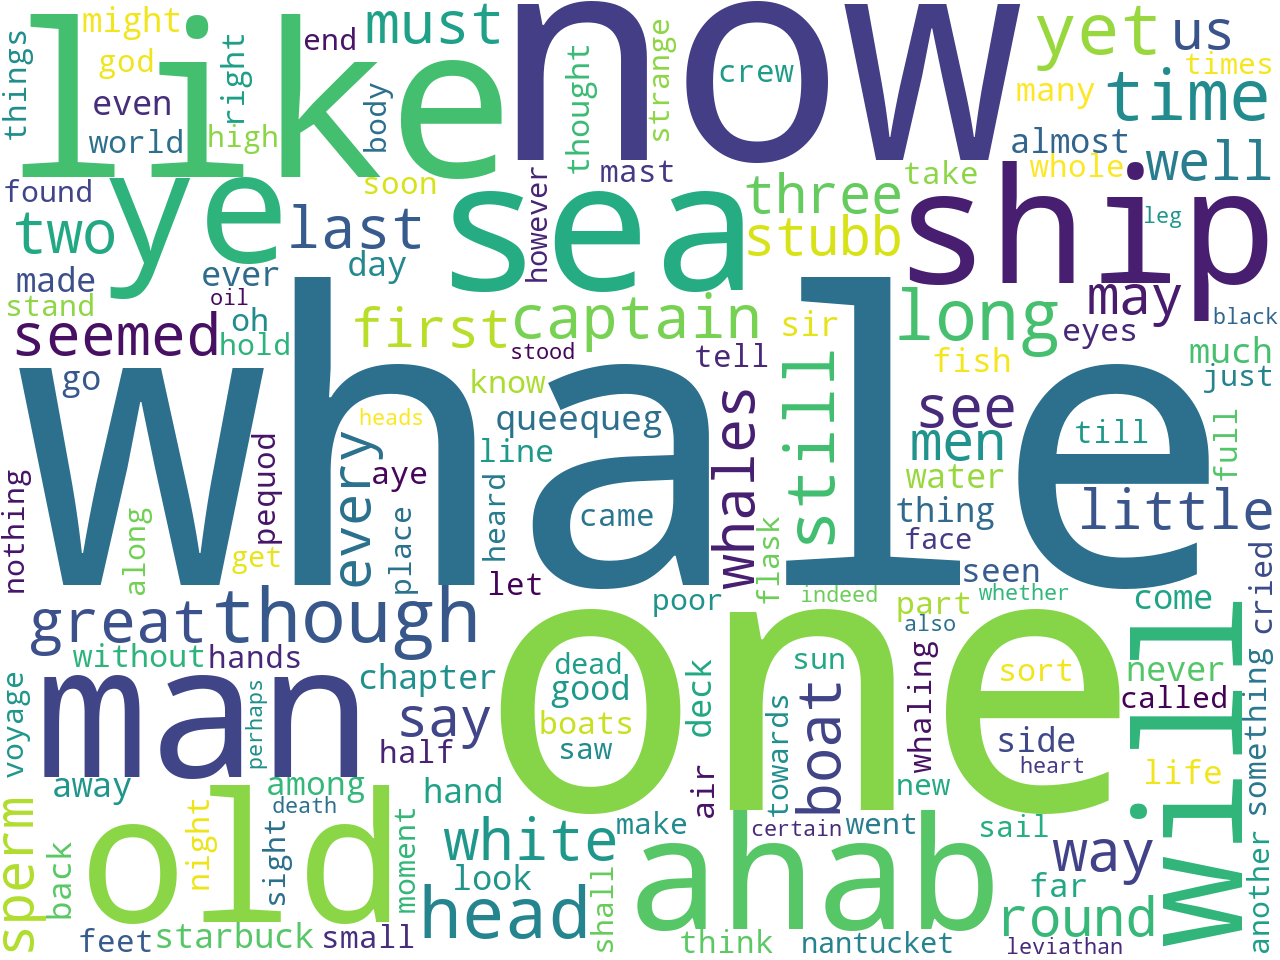 like
now
whale
one
ship
sea
ye
man
old
ahab
will
might
god
even
world
things
right
high
end
must
body
thought
strange
crew
yet
us
times
many
time
almost
whole
well
found
two
made
stand
ever
oil
oh
hold
soon
last
day
however
mast
three
stubb
take
leg
may
black
seemed
go
first
captain
stood
know
tell
sir
still
long
eyes
fish
much
just
see
men
till
full
heads
queequeg
line
aye
every
pequod
nothing
along
get
place
heard
came
let
whales
flask
water
thing
face
little
seen
indeed
whether
part
also
come
poor
great
though
without
hands
chapter
say
half
perhaps
voyage
away
among
death
dead
good
boats
saw
deck
air
sun
towards
boat
whaling
sort
never
called
something
cried
side
heart
life
new
sperm
back
night
sight
moment
hand
white
look
head
make
certain
went
sail
way
far
round
another
feet
starbuck
small
shall
think
nantucket
leviathan